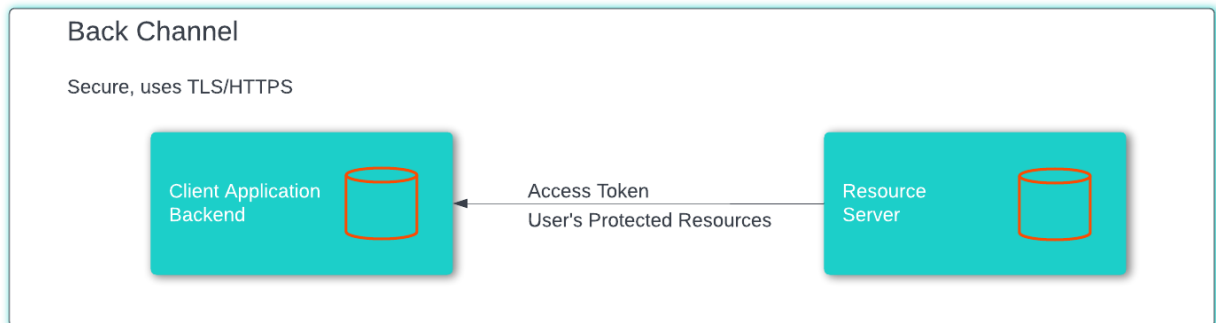 Back Channel
Secure, uses TLS/HTTPS
Client Application
Backend
Access Token
User's Protected Resources
Resource
Server